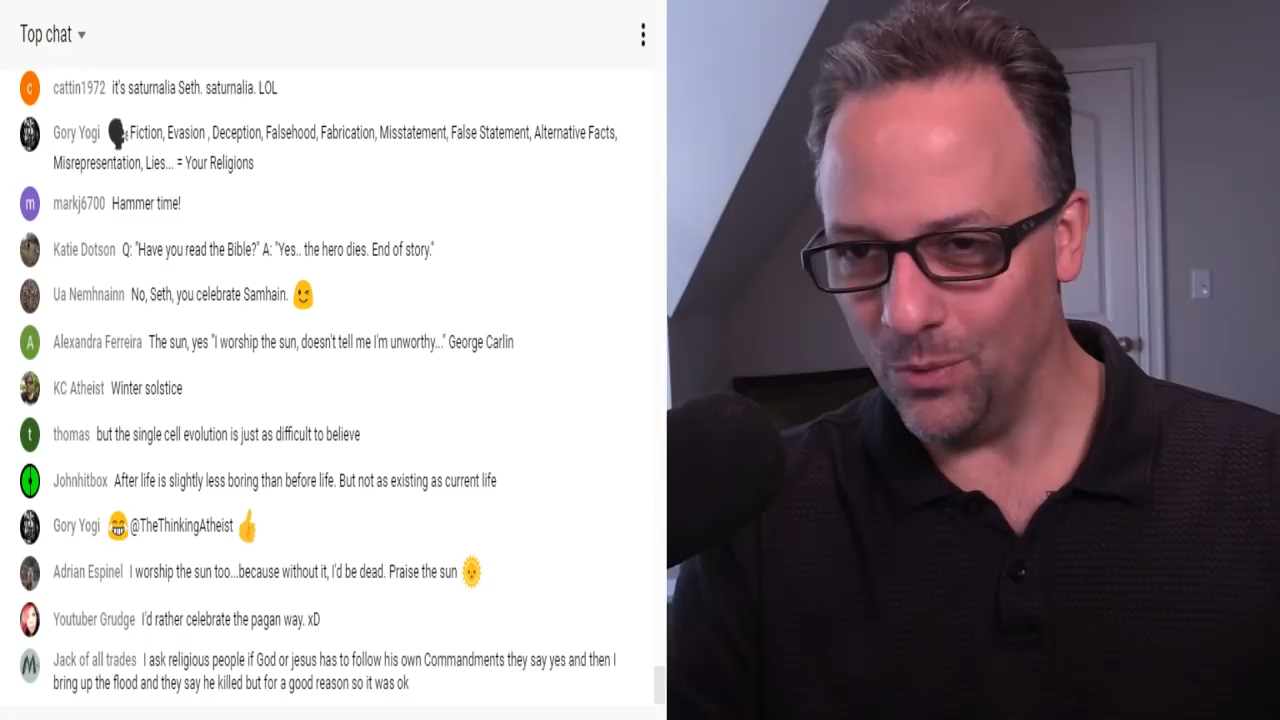 Top chat
cattin1972 it's saturnalia Seth. saturnalia. LOL
Gory Yogi Fiction, Evasion , Deception, Falsehood, Fabrication, Misstatement, False Statement, Alternative Facts,
Misrepresentation, Lies... = Your Religions
markj6700 Hammer time!
Katie Dotson Q: "Have you read the Bible?" A: "Yes.. the hero dies. End of story."
Ua Nemhnainn No, Seth, you celebrate Samhain. 😉
Alexandra Ferreira The sun, yes "I worship the sun, doesn't tell me I'm unworthy..." George Carlin
KC Atheist Winter solstice
thomas but the single cell evolution is just as difficult to believe
Johnhitbox After life is slightly less boring than before life. But not as existing as current life
Gory Yogi 😂@TheThinkingAtheist 👍
Adrian Espinel I worship the sun too...because without it, I'd be dead. Praise the sun 🌞
Youtuber Grudge I'd rather celebrate the pagan way. xD
Jack of all trades I ask religious people if God or jesus has to follow his own Commandments they say yes and then I
bring up the flood and they say he killed but for a good reason so it was ok